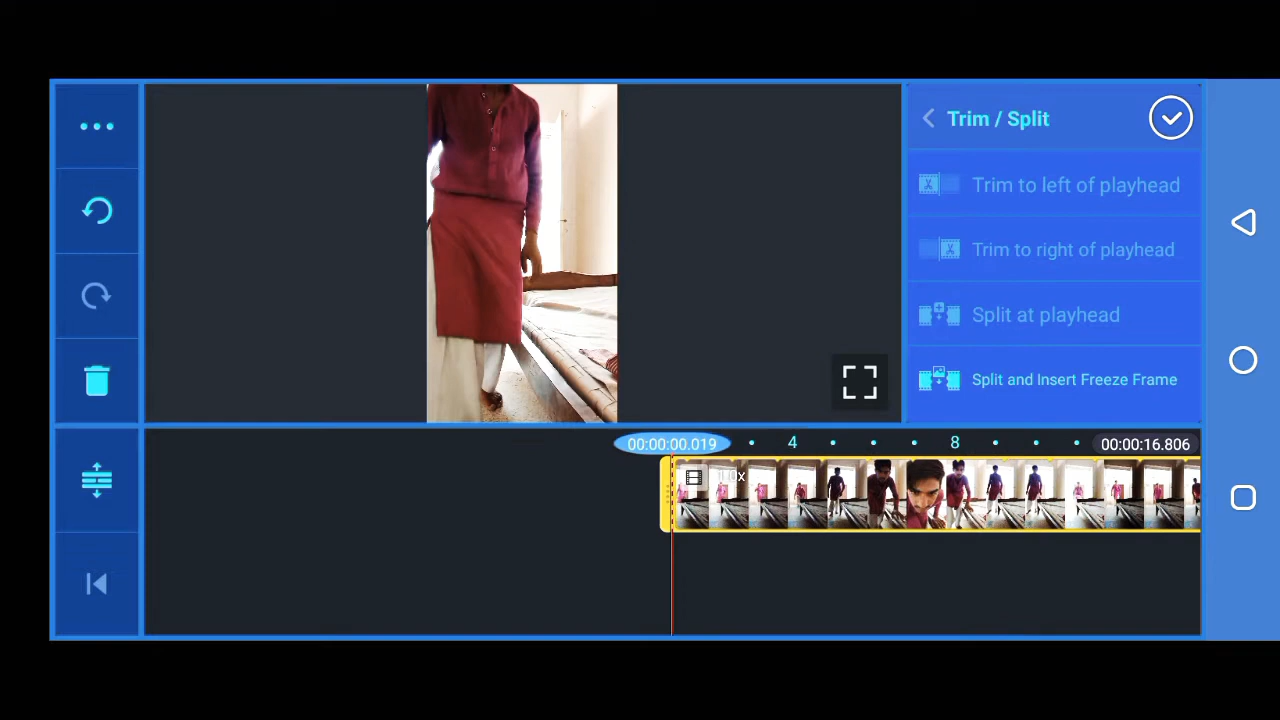 Trim / Split
Trim to left of playhead
Trim to right of playhead
Split at playhead
Split and Insert Freeze Frame
00:00:00.019
4
8
00:00:16.806